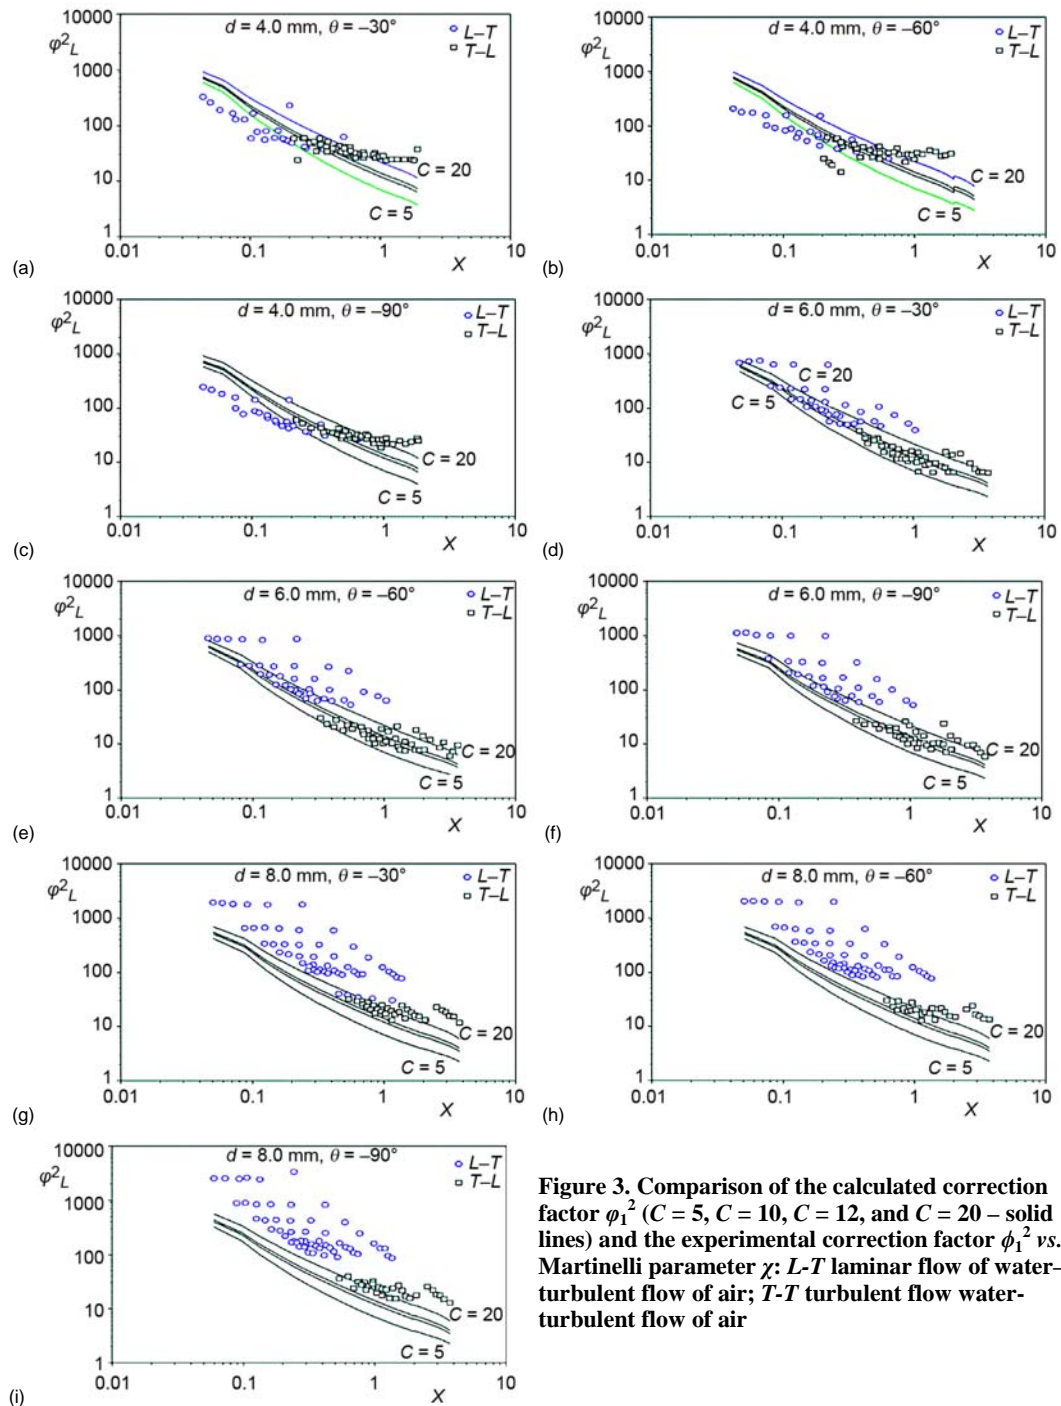 10000
1000
100
10
1
φ²L
d = 4.0 mm, θ = –30°
L–T
T–L
C = 20
C = 5
0.01
0.1
1
10
X
(a)
10000
1000
100
10
1
φ²L
d = 4.0 mm, θ = –60°
L–T
T–L
C = 20
C = 5
0.01
0.1
1
10
X
(b)
10000
1000
100
10
1
φ²L
d = 4.0 mm, θ = –90°
L–T
T–L
C = 20
C = 5
0.01
0.1
1
10
X
(c)
10000
1000
100
10
1
φ²L
d = 6.0 mm, θ = –30°
L–T
T–L
C = 20
C = 5
0.01
0.1
1
10
X
(d)
10000
1000
100
10
1
φ²L
d = 6.0 mm, θ = –60°
L–T
T–L
C = 20
C = 5
0.01
0.1
1
10
X
(e)
10000
1000
100
10
1
φ²L
d = 6.0 mm, θ = –90°
L–T
T–L
C = 20
C = 5
0.01
0.1
1
10
X
(f)
10000
1000
100
10
1
φ²L
d = 8.0 mm, θ = –30°
L–T
T–L
C = 20
C = 5
0.01
0.1
1
10
X
(g)
10000
1000
100
10
1
φ²L
d = 8.0 mm, θ = –60°
L–T
T–L
C = 20
C = 5
0.01
0.1
1
10
X
(h)
10000
1000
100
10
1
φ²L
d = 8.0 mm, θ = –90°
L–T
T–L
C = 20
C = 5
0.01
0.1
1
10
X
(i)
Figure 3. Comparison of the calculated correction
factor φ₁² (C = 5, C = 10, C = 12, and C = 20 – solid
lines) and the experimental correction factor ϕ₁² vs.
Martinelli parameter χ: L-T laminar flow of water–
turbulent flow of air; T-T turbulent flow water-
turbulent flow of air